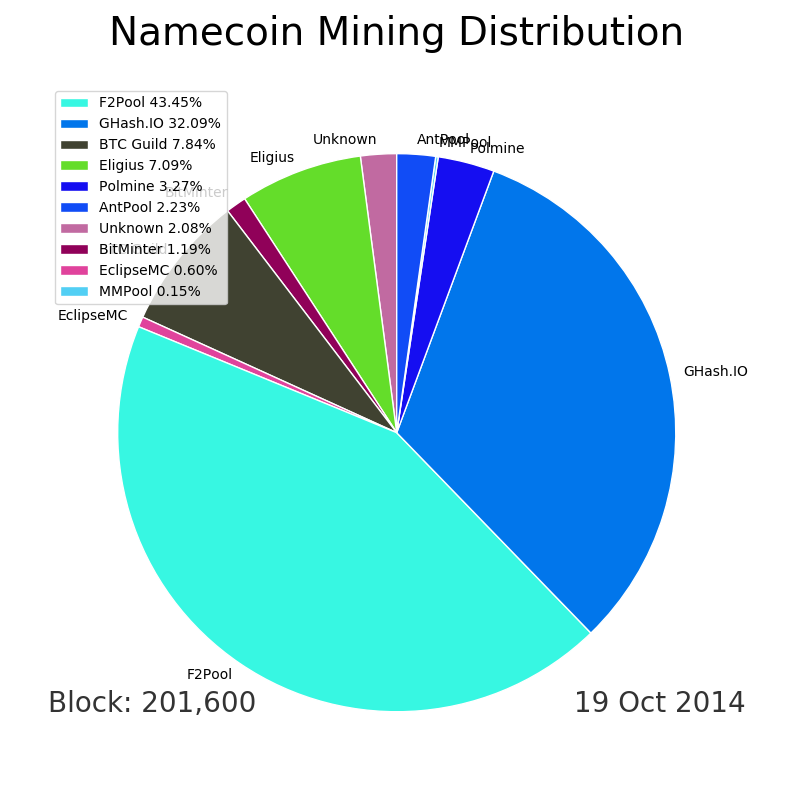 Namecoin Mining Distribution
F2Pool 43.45%
GHash.IO 32.09%
BTC Guild 7.84%
Eligius 7.09%
Polmine 3.27%
AntPool 2.23%
Unknown 2.08%
BitMinter 1.19%
EclipseMC 0.60%
MMPool 0.15%
Unknown
AntPool
MMPool
Polmine
Eligius
BitMinter
EclipseMC
GHash.IO
F2Pool
Block: 201,600
19 Oct 2014